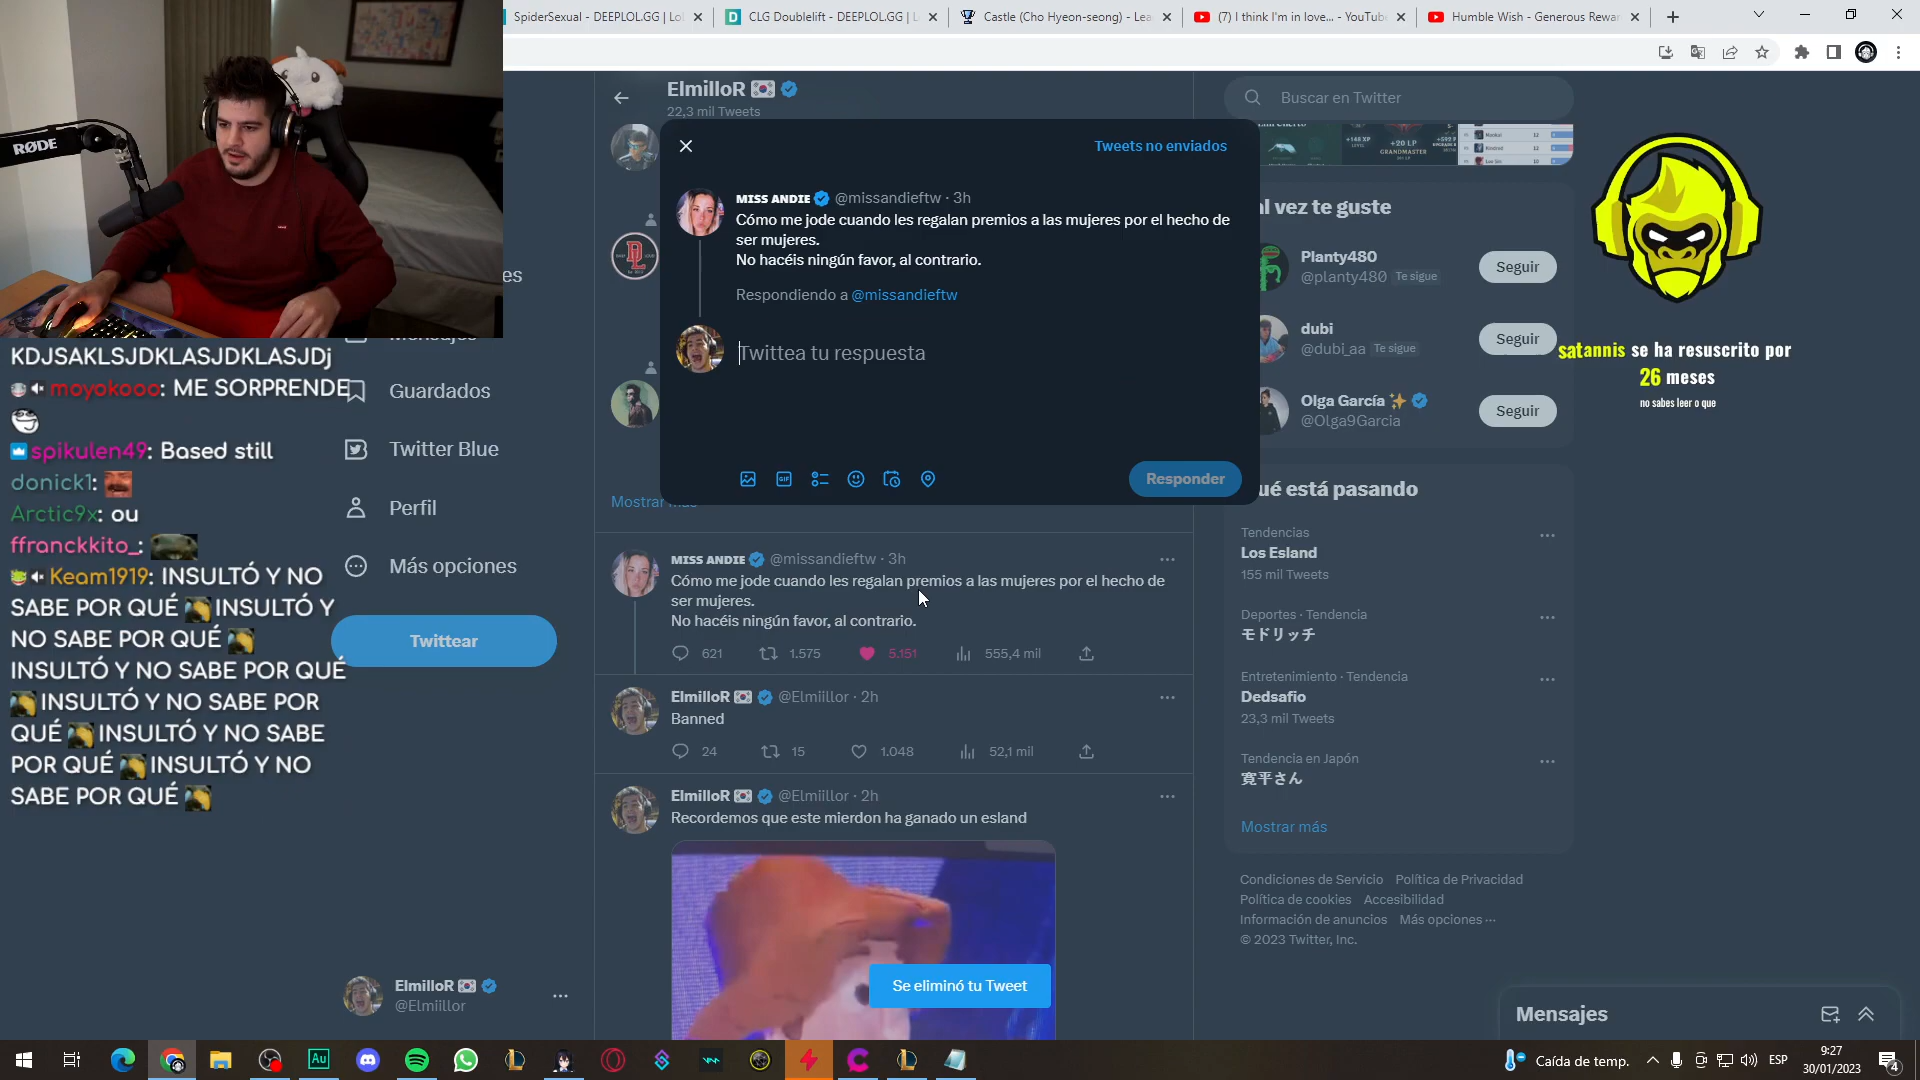 SpiderSexual - DEEPLOL.GG | Lo
CLG Doublelift - DEEPLOL.GG | L
Castle (Cho Hyeon-seong) - Lea
(7) I think I'm in love... - YouTub
Humble Wish - Generous Rewa
RØDE
ElmilloR
22,3 mil Tweets
Buscar en Twitter
Tweets no enviados
MISS ANDIE @missandieftw · 3h
Cómo me jode cuando les regalan premios a las mujeres por el hecho de
ser mujeres.
No hacéis ningún favor, al contrario.
Respondiendo a @missandieftw
Twittea tu respuesta
Responder
+20 LP
GRANDMASTER
al vez te guste
Planty480
@planty480 Te sigue
Seguir
dubi
@dubi_aa Te sigue
Seguir
Olga García
@Olga9Garcia
Seguir
satannis se ha resuscrito por
26 meses
no sabes leer o que
KDJSAKLSJDKLASJDKLASJDj
moyokooo: ME SORPRENDE
spikulen49: Based still
donick1:
Arctic9x: ou
ffranckkito_:
Keam1919: INSULTÓ Y NO
SABE POR QUÉ INSULTÓ Y
NO SABE POR QUÉ
INSULTÓ Y NO SABE POR QUÉ
INSULTÓ Y NO SABE POR
QUÉ INSULTÓ Y NO SABE
POR QUÉ INSULTÓ Y NO
SABE POR QUÉ
es
Mensajes
Guardados
Twitter Blue
Perfil
Más opciones
Twittear
ElmilloR
@Elmiillor
Mostrar más
MISS ANDIE @missandieftw · 3h
Cómo me jode cuando les regalan premios a las mujeres por el hecho de
ser mujeres.
No hacéis ningún favor, al contrario.
621 1.575 5.151 555,4 mil
ElmilloR @Elmiillor · 2h
Banned
24 15 1.048 52,1 mil
ElmilloR @Elmiillor · 2h
Recordemos que este mierdon ha ganado un esland
Se eliminó tu Tweet
Qué está pasando
Tendencias
Los Esland
155 mil Tweets
Deportes · Tendencia
モドリッチ
Entretenimiento · Tendencia
Dedsafio
23,3 mil Tweets
Tendencia en Japón
寛平さん
Mostrar más
Condiciones de Servicio Política de Privacidad
Política de cookies Accesibilidad
Información de anuncios Más opciones ···
© 2023 Twitter, Inc.
Mensajes
Au
Caída de temp.
ESP
9:27
30/01/2023
4